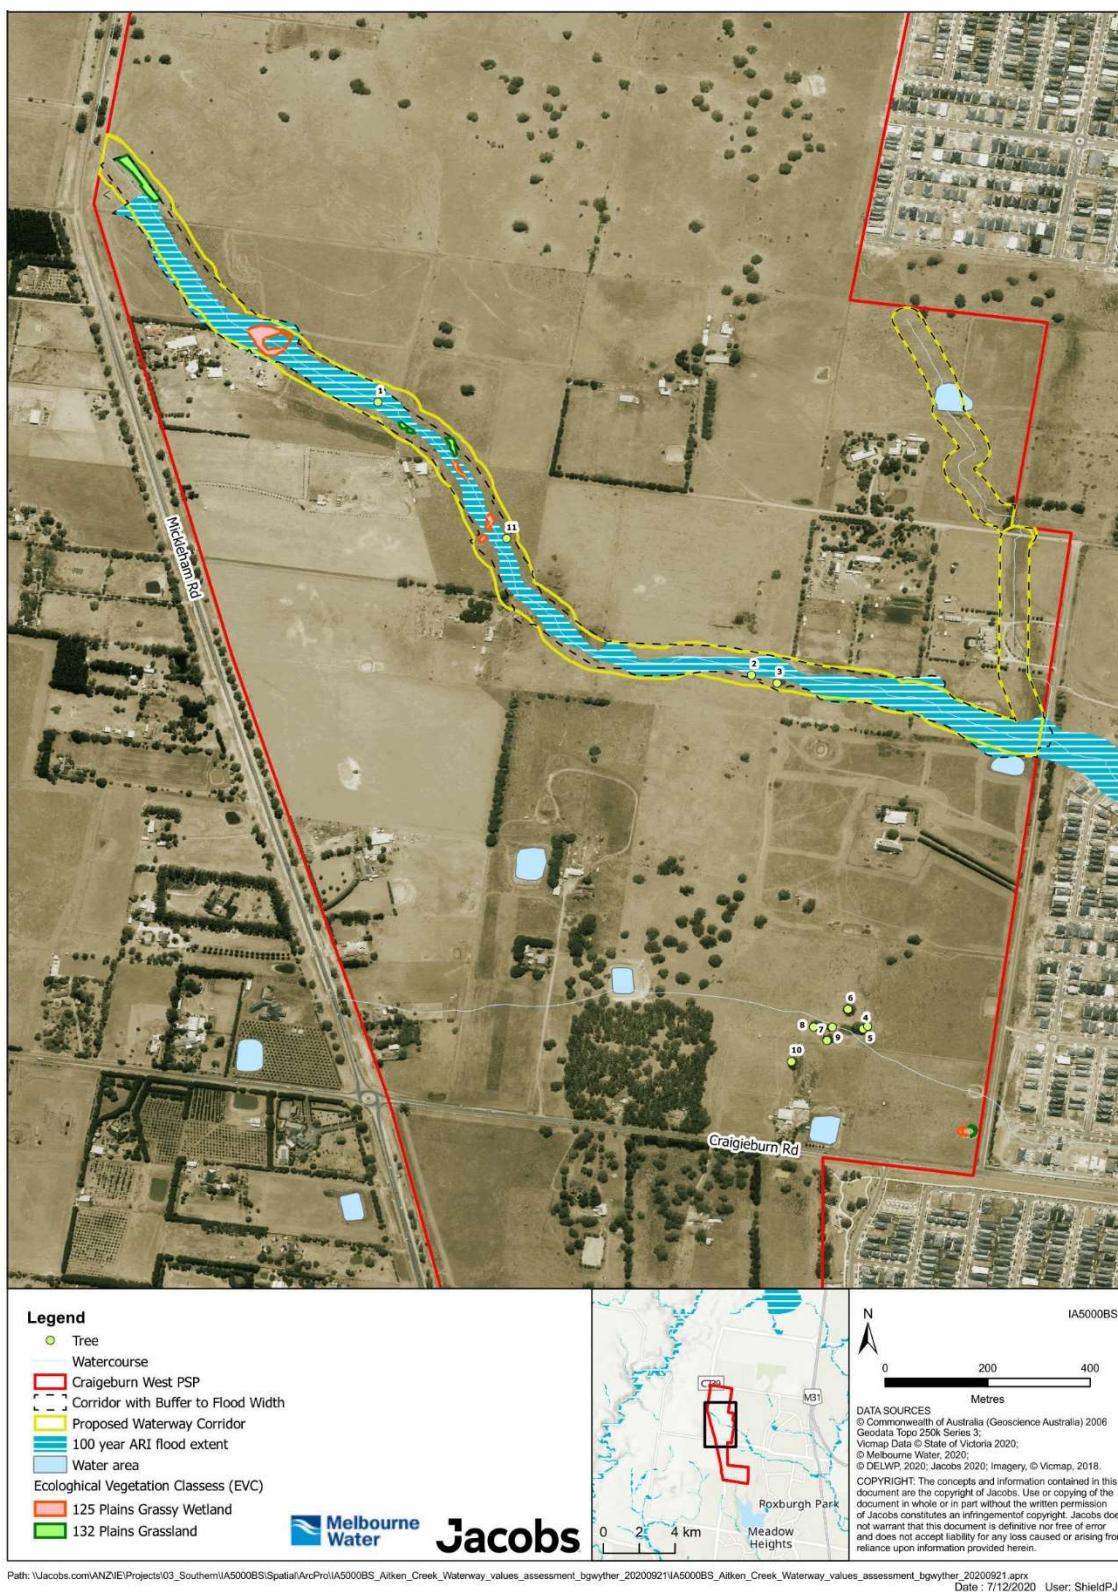 1
11
2
3
Mickleham Rd
6
4
8
7
5
9
10
Craigieburn Rd
Legend
Tree
Watercourse
Craigeburn West PSP
Corridor with Buffer to Flood Width
Proposed Waterway Corridor
100 year ARI flood extent
Water area
Ecologhical Vegetation Classess (EVC)
125 Plains Grassy Wetland
132 Plains Grassland
Melbourne
Water
Jacobs
C739
M31
Roxburgh Park
Meadow
Heights
0 2 4 km
N
IA5000BS
0 200 400
Metres
DATA SOURCES
© Commonwealth of Australia (Geoscience Australia) 2006
Geodata Topo 250k Series 3;
Vicmap Data © State of Victoria 2020;
© Melbourne Water, 2020;
© DELWP, 2020; Jacobs 2020; Imagery, © Vicmap, 2018.
COPYRIGHT: The concepts and information contained in this
document are the copyright of Jacobs. Use or copying of the
document in whole or in part without the written permission
of Jacobs constitutes an infringementof copyright. Jacobs doe
not warrant that this document is definitive nor free of error
and does not accept liability for any loss caused or arising fro
reliance upon information provided herein.
Path: \\Jacobs.com\ANZ\IE\Projects\03_Southern\IA5000BS\Spatial\ArcPro\IA5000BS_Aitken_Creek_Waterway_values_assessment_bgwyther_20200921\IA5000BS_Aitken_Creek_Waterway_values_assessment_bgwyther_20200921.aprx
Date : 7/12/2020 User: